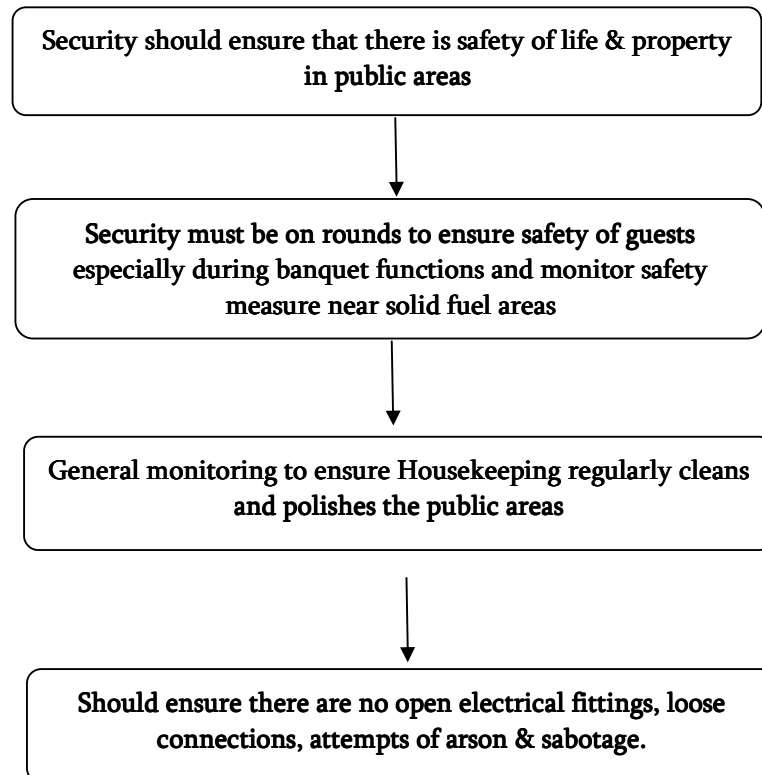 Security should ensure that there is safety of life & property
in public areas
Security must be on rounds to ensure safety of guests
especially during banquet functions and monitor safety
measure near solid fuel areas
General monitoring to ensure Housekeeping regularly cleans
and polishes the public areas
Should ensure there are no open electrical fittings, loose
connections, attempts of arson & sabotage.